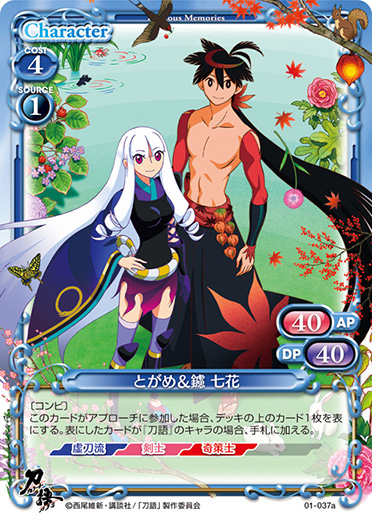 Precious Memories
Character
COST
4
SOURCE
1
40 AP
DP 40
とがめ&鑢 七花
〔コンビ〕
このカードがアプローチに参加した場合、デッキの上のカード1枚を表
にする。表にしたカードが『刀語』のキャラの場合、手札に加える。
虚刀流 剣士 奇策士
刀語
©西尾維新・講談社/「刀語」製作委員会
01-037a